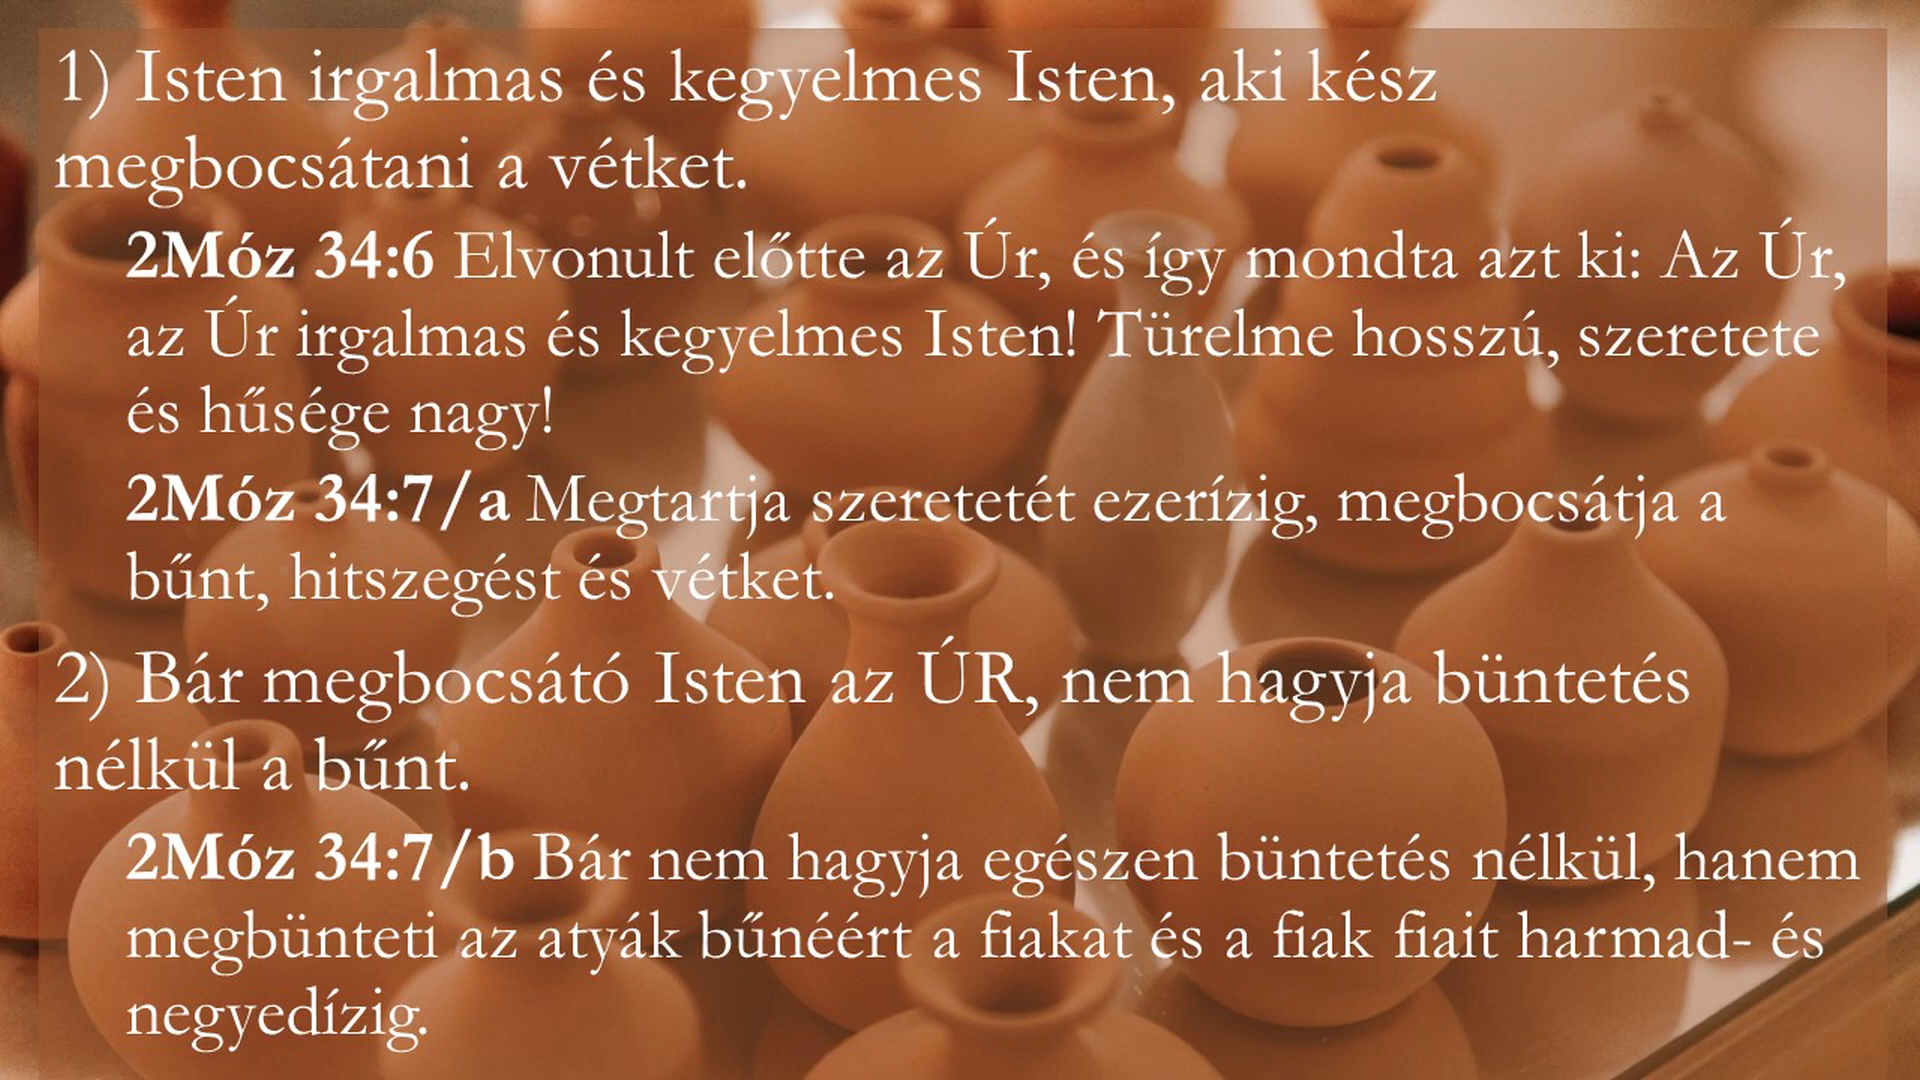 1) Isten irgalmas és kegyelmes Isten, aki kész
megbocsátani a vétket.
2Móz 34:6 Elvonult előtte az Úr, és így mondta azt ki: Az Úr,
az Úr irgalmas és kegyelmes Isten! Türelme hosszú, szeretete
és hűsége nagy!
2Móz 34:7/a Megtartja szeretetét ezerízig, megbocsátja a
bűnt, hitszegést és vétket.
2) Bár megbocsátó Isten az ÚR, nem hagyja büntetés
nélkül a bűnt.
2Móz 34:7/b Bár nem hagyja egészen büntetés nélkül, hanem
megbünteti az atyák bűnéért a fiakat és a fiak fiait harmad- és
negyedízig.